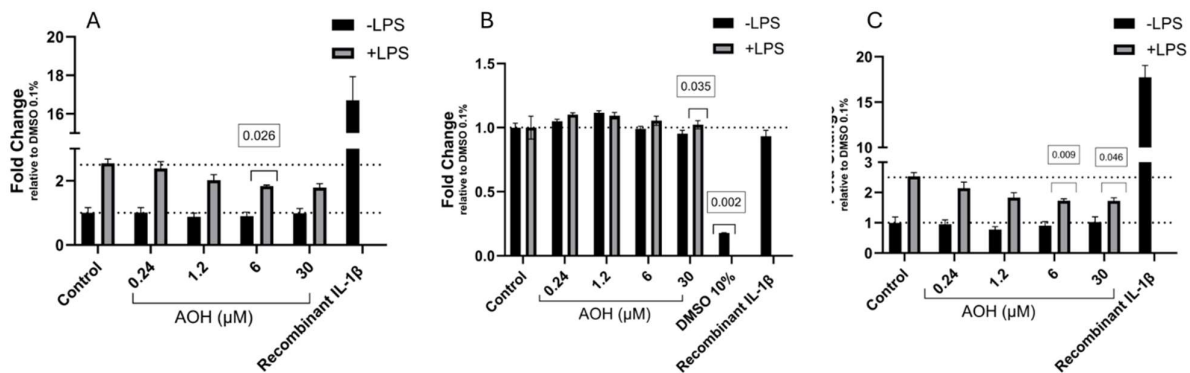 A
-LPS
+LPS
Fold Change
relative to DMSO 0.1%
20
18
16
4
2
0
0.026
Control
0.24
1.2
6
30
Recombinant IL-1β
AOH (µM)
B
-LPS
+LPS
Fold Change
relative to DMSO 0.1%
1.5
1.0
0.5
0.0
0.035
0.002
Control
0.24
1.2
6
30
DMSO 10%
Recombinant IL-1β
AOH (µM)
C
-LPS
+LPS
Change
relative to DMSO 0.1%
20
15
10
3
2
1
0
0.009
0.046
Control
0.24
1.2
6
30
Recombinant IL-1β
AOH (µM)